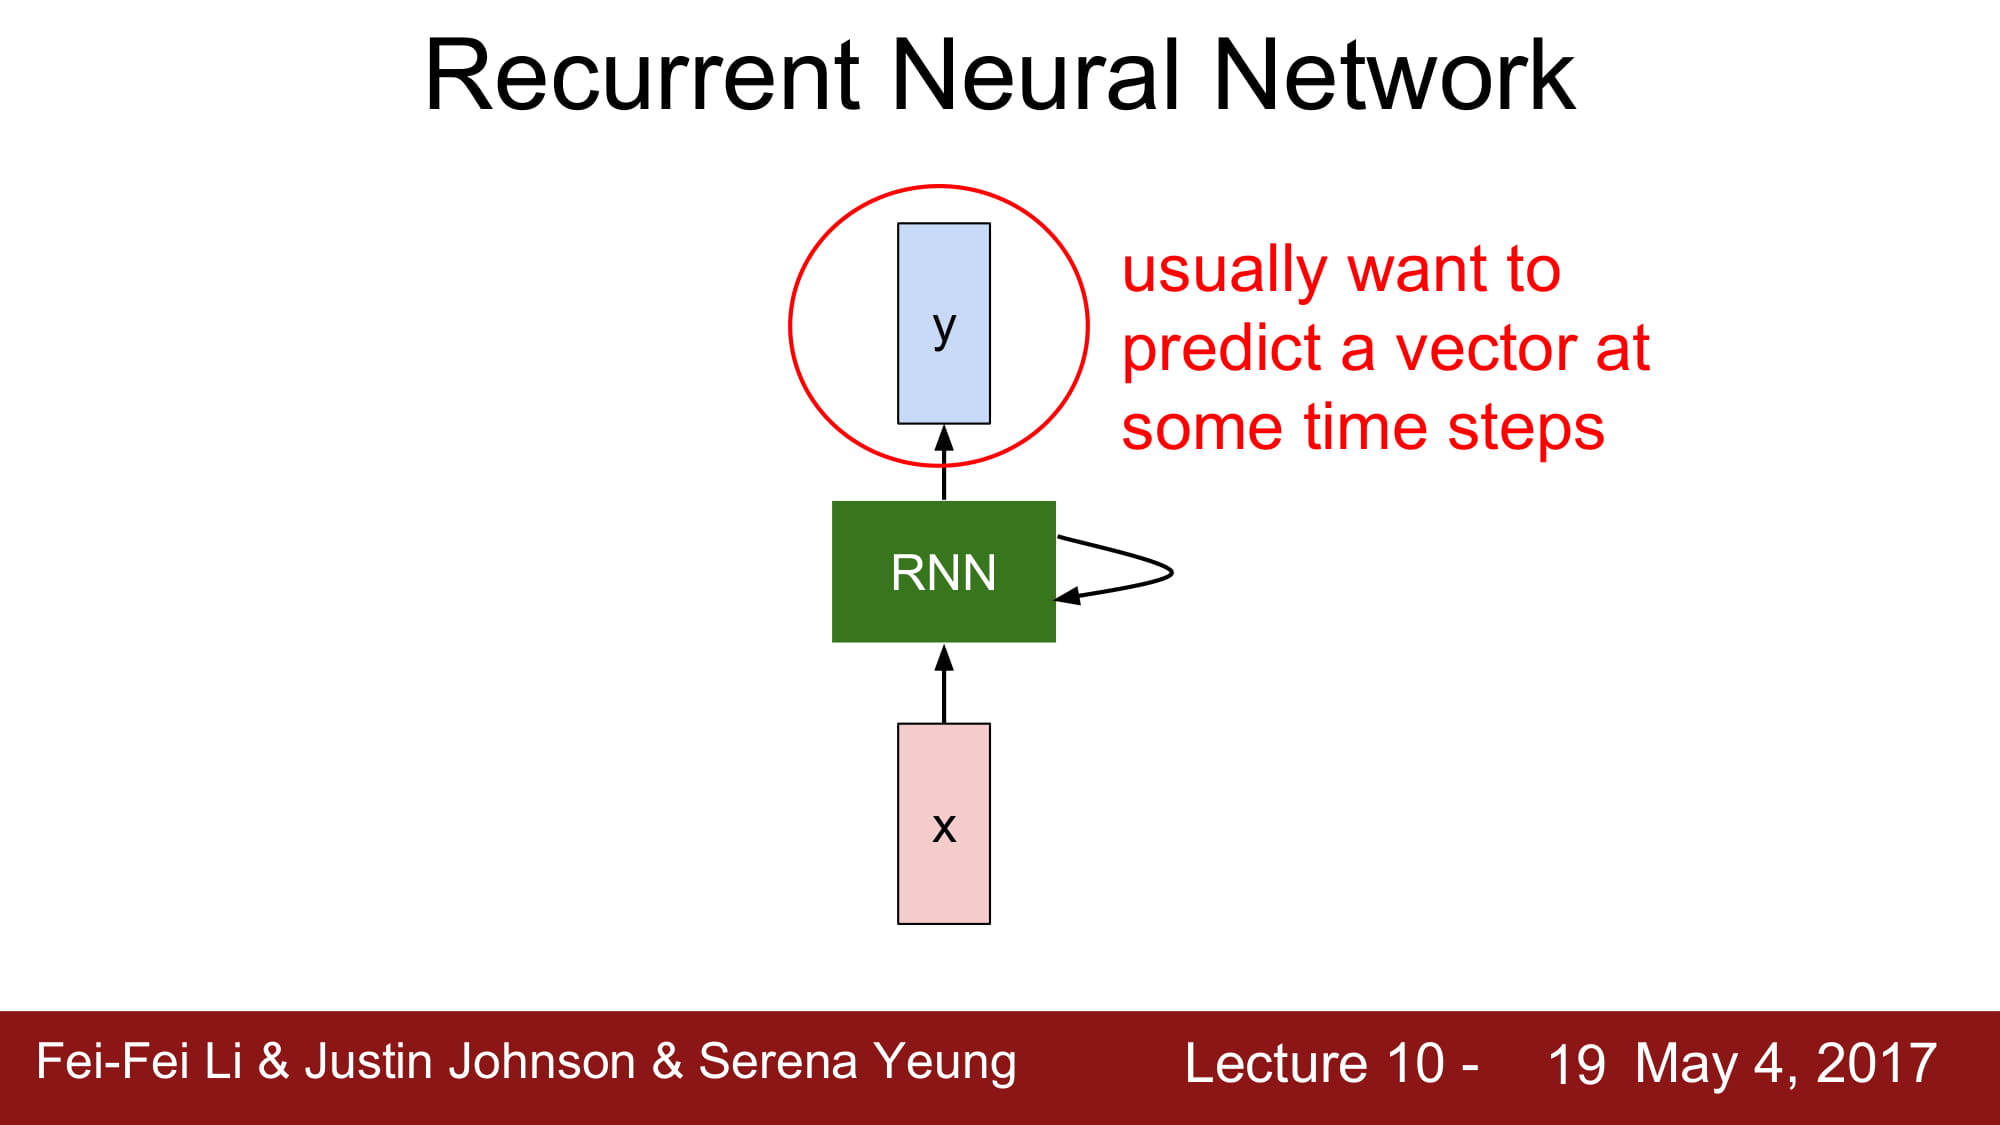 Recurrent Neural Network
y
usually want to
predict a vector at
some time steps
RNN
x
Fei-Fei Li & Justin Johnson & Serena Yeung
Lecture 10 - 19 May 4, 2017